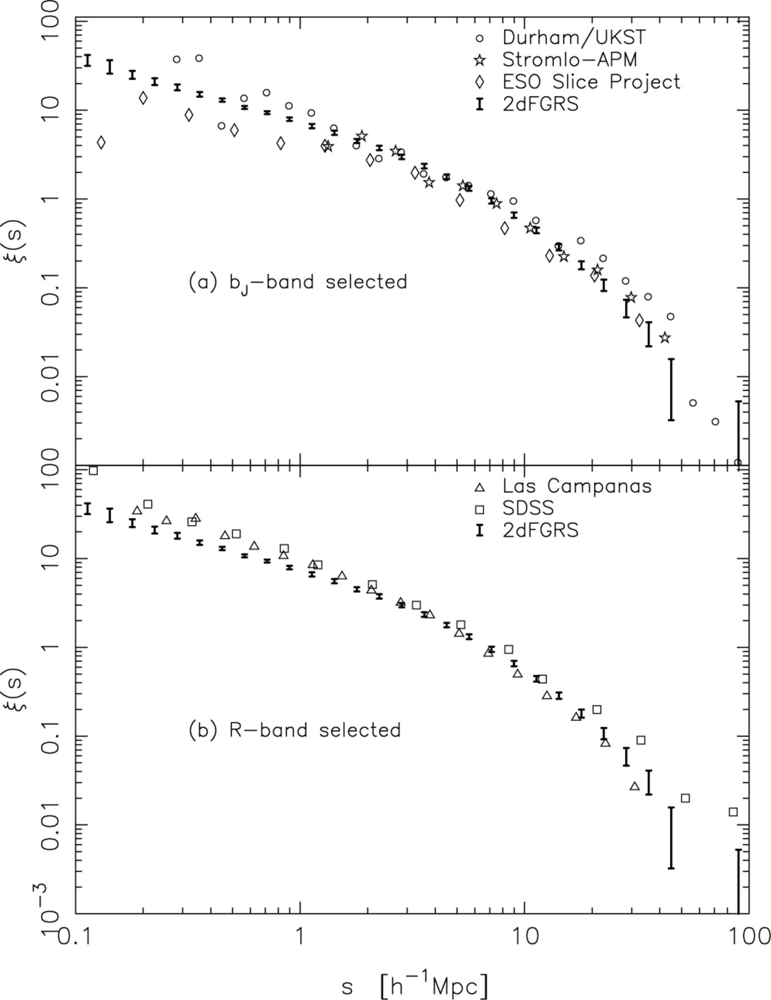 100
10
1
0.1
0.01
ξ(s)
Durham/UKST
Stromlo−APM
ESO Slice Project
2dFGRS
(a) bJ−band selected
100
10
1
0.1
0.01
10−3
ξ(s)
Las Campanas
SDSS
2dFGRS
(b) R−band selected
0.1 1 10 100
s [h−1Mpc]